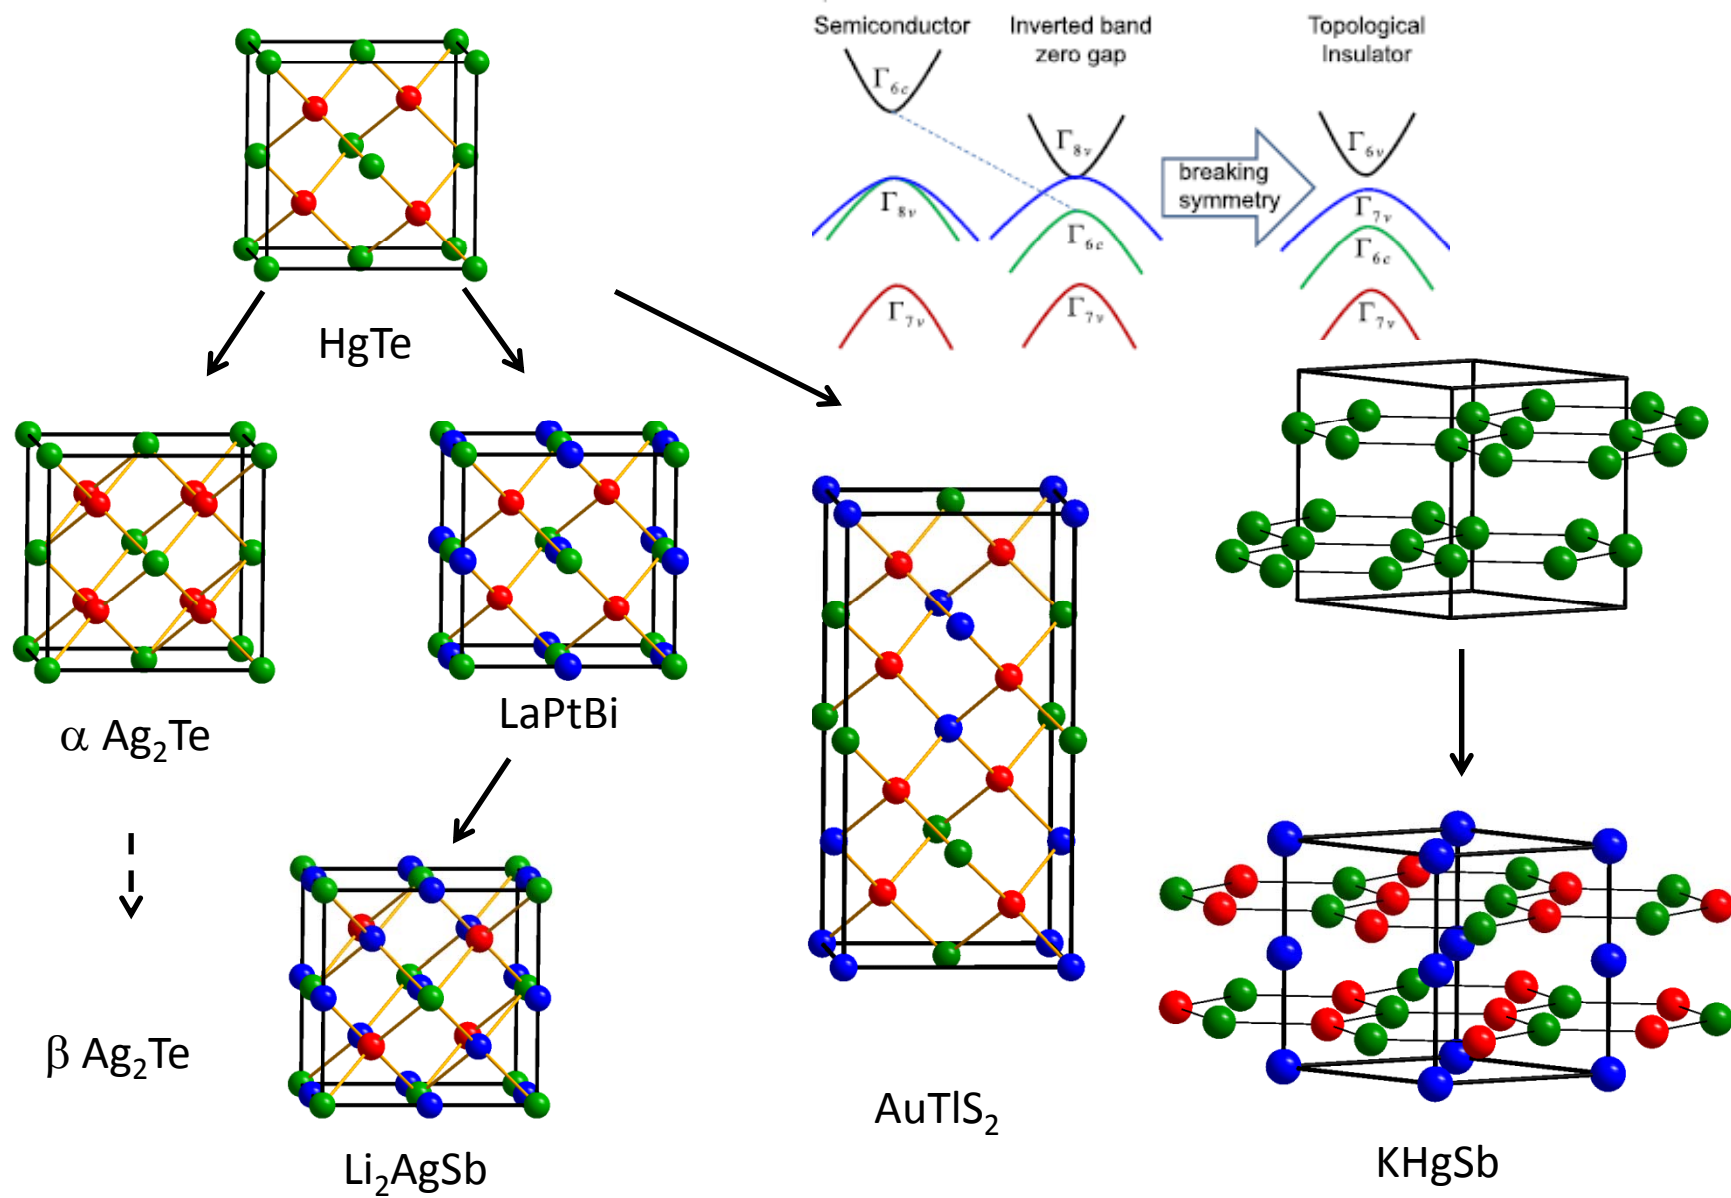 Semiconductor
Inverted band
zero gap
Topological
Insulator
Γ6c
Γ8v
Γ7v
Γ8v
Γ6c
Γ7v
breaking
symmetry
Γ6v
Γ7v
Γ6c
Γ7v
HgTe
α Ag₂Te
LaPtBi
β Ag₂Te
Li₂AgSb
AuTlS₂
KHgSb